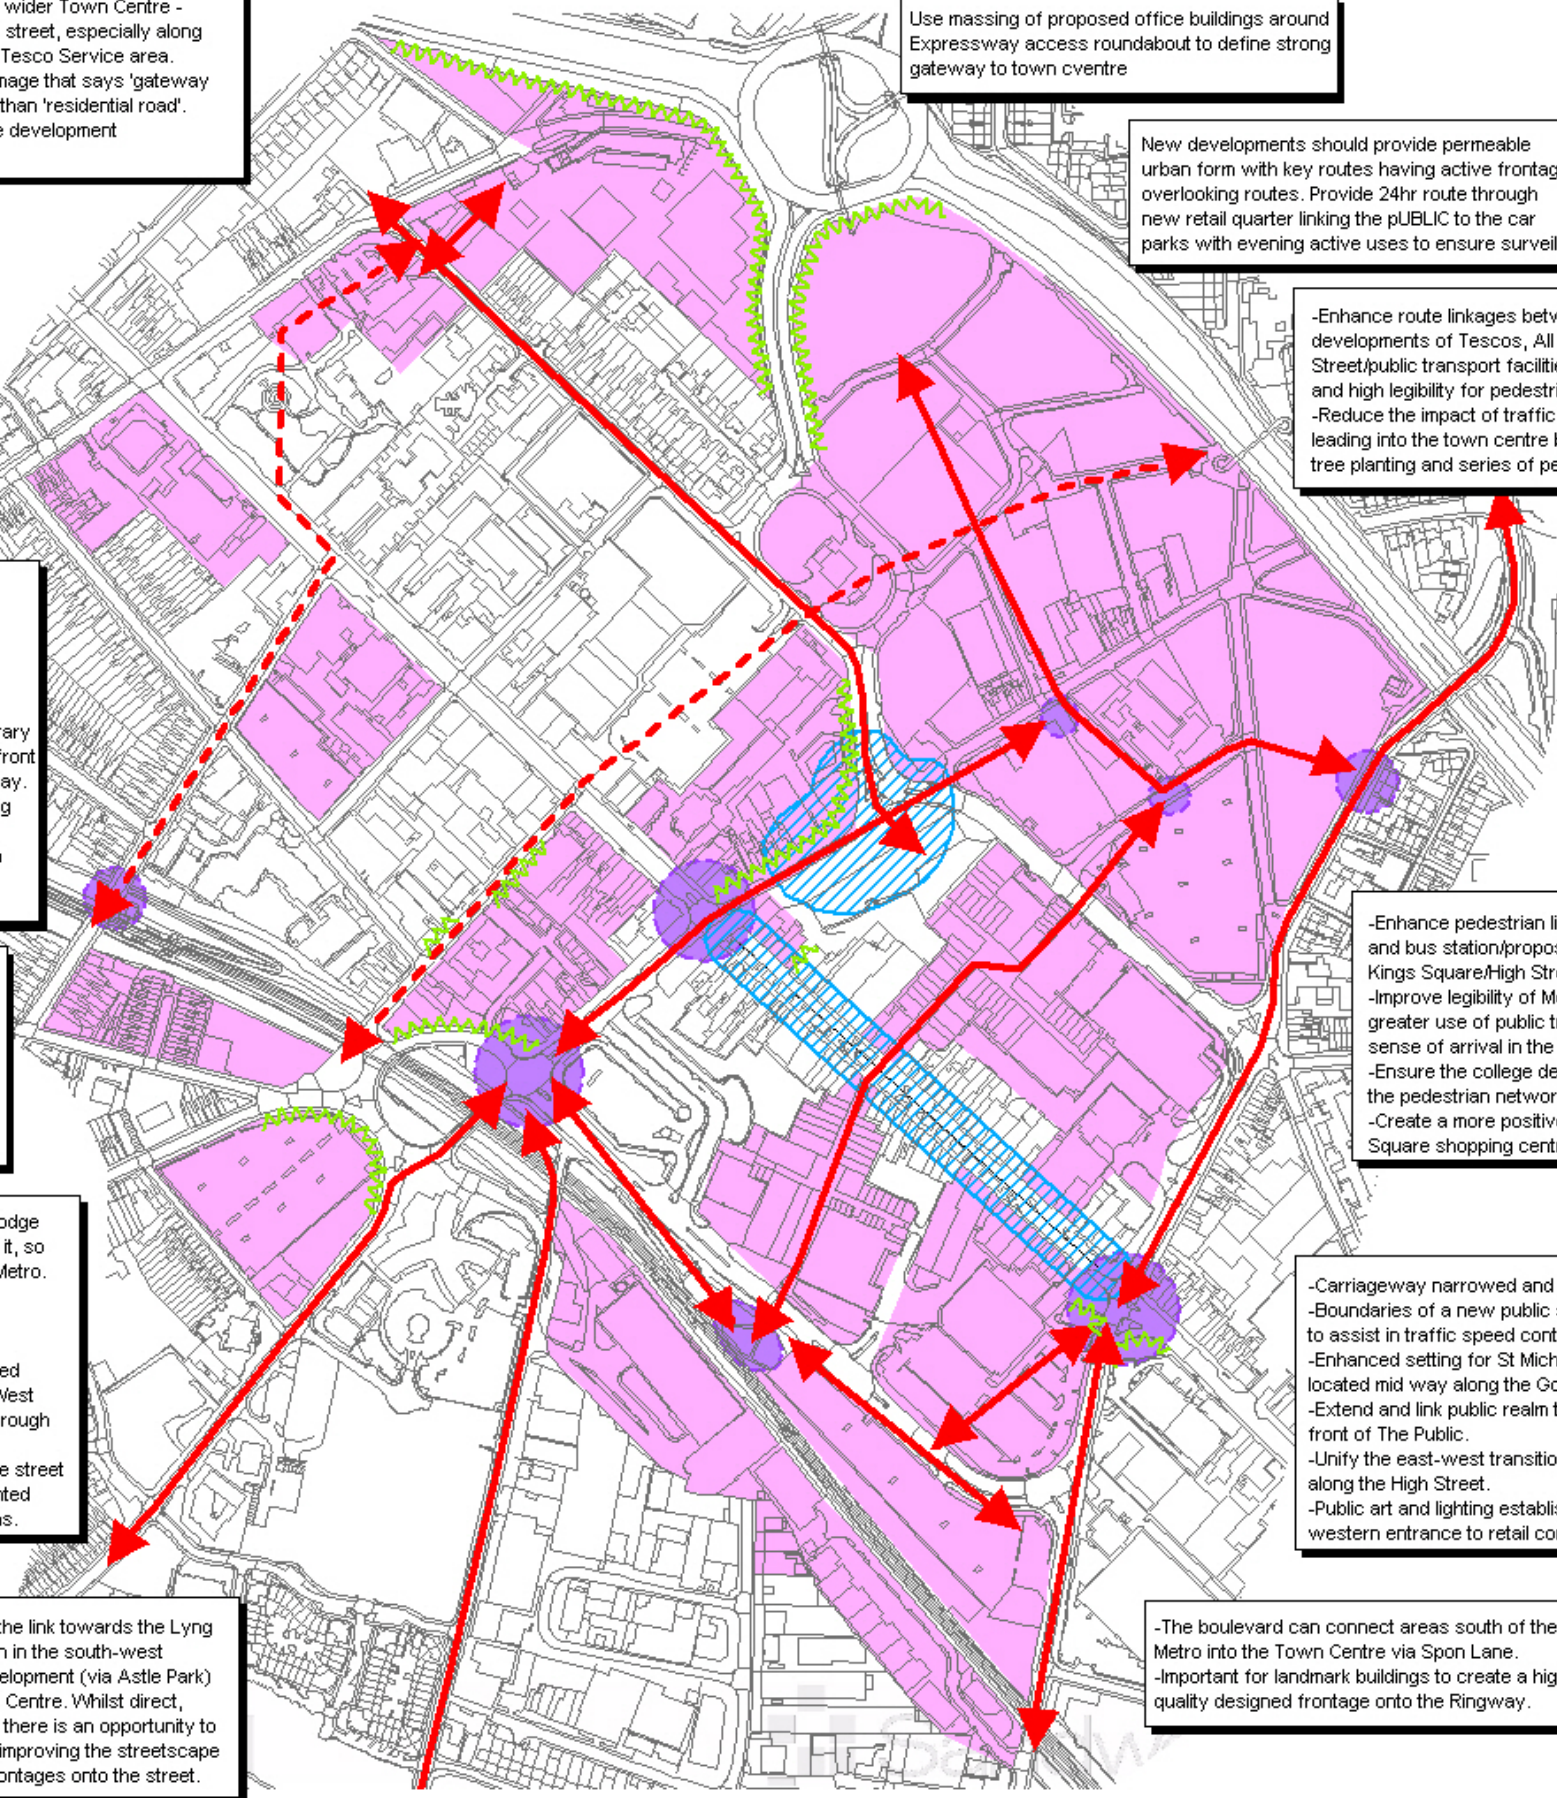 wider Town Centre -
street, especially along
Tesco Service area.
nage that says 'gateway
than 'residential road'.
e development
Use massing of proposed office buildings around
Expressway access roundabout to define strong
gateway to town cventre
New developments should provide permeable
urban form with key routes having active frontag
overlooking routes. Provide 24hr route through
new retail quarter linking the pUBLIC to the car
parks with evening active uses to ensure surveil
-Enhance route linkages betw
developments of Tescos, All
Street/public transport facilitie
and high legibility for pedestri
-Reduce the impact of traffic
leading into the town centre b
tree planting and series of pe
rary
front
ay.
g
-Enhance pedestrian li
and bus station/propos
Kings Square/High Stre
-Improve legibility of M
greater use of public tr
sense of arrival in the
-Ensure the college de
the pedestrian networ
-Create a more positive
Square shopping centr
odge
it, so
Metro.
ed
West
rough
e street
nted
ns.
-Carriageway narrowed and
-Boundaries of a new public s
to assist in traffic speed cont
-Enhanced setting for St Mich
located mid way along the Go
-Extend and link public realm t
front of The Public.
-Unify the east-west transitio
along the High Street.
-Public art and lighting establis
western entrance to retail cor
the link towards the Lyng
n in the south-west
elopment (via Astle Park)
Centre. Whilst direct,
there is an opportunity to
improving the streetscape
ontages onto the street.
-The boulevard can connect areas south of the
Metro into the Town Centre via Spon Lane.
-Important for landmark buildings to create a hig
quality designed frontage onto the Ringway.